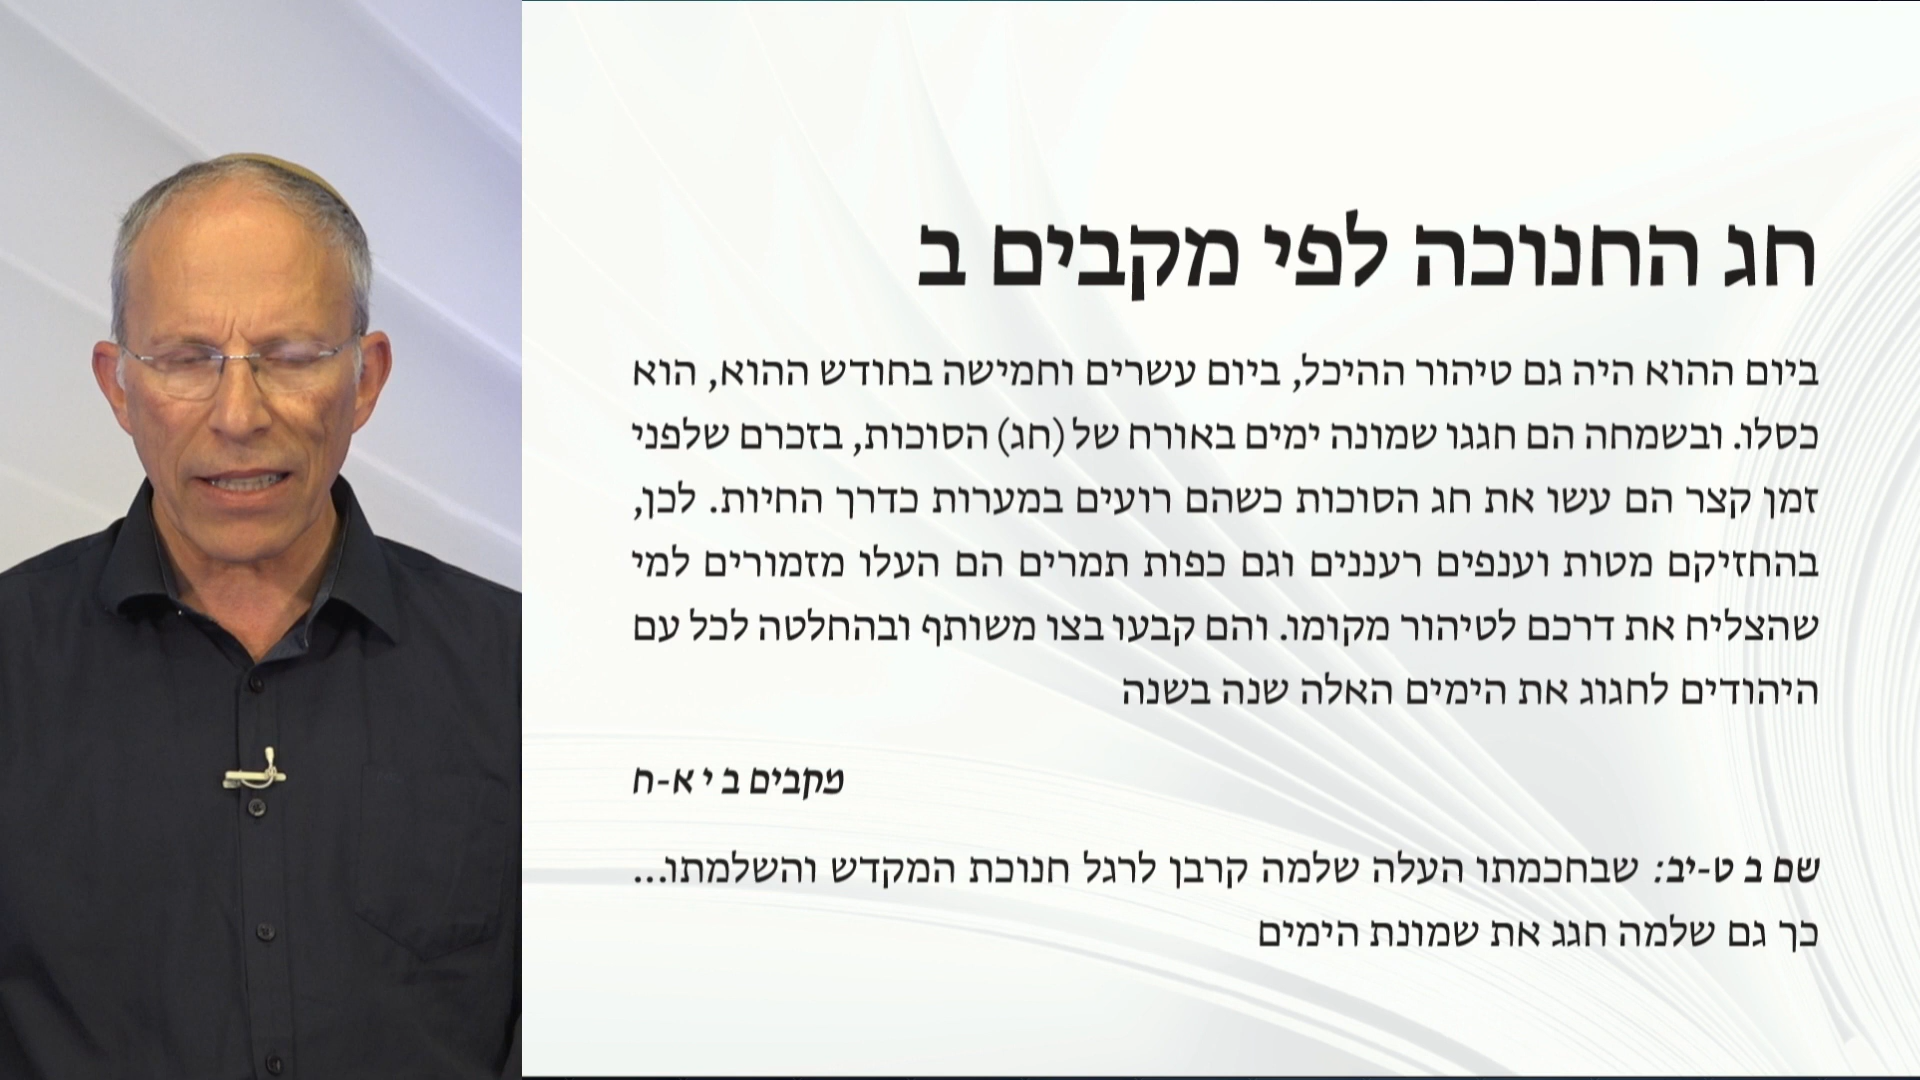 חג החנוכה לפי מקבים ב
ביום ההוא היה גם טיהור ההיכל, ביום עשרים וחמישה בחודש ההוא, הוא
כסלו. ובשמחה הם חגגו שמונה ימים באורח של (חג) הסוכות, בזכרם שלפני
זמן קצר הם עשו את חג הסוכות כשהם רועים במערות כדרך החיות. לכן,
בהחזיקם מטות וענפים רעננים וגם כפות תמרים הם העלו מזמורים למי
שהצליח את דרכם לטיהור מקומו. והם קבעו בצו משותף ובהחלטה לכל עם
היהודים לחגוג את הימים האלה שנה בשנה
מקבים ב י א-ח
שם ב ט-יב: שבחכמתו העלה שלמה קרבן לרגל חנוכת המקדש והשלמתו...
כך גם שלמה חגג את שמונת הימים